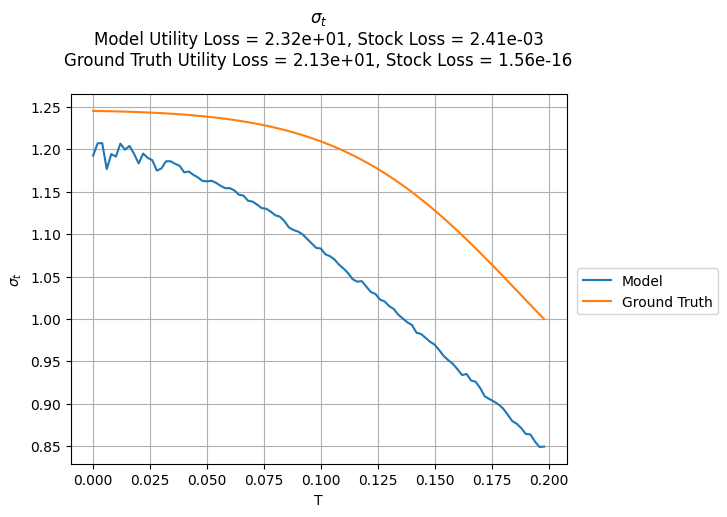 σt
Model Utility Loss = 2.32e+01, Stock Loss = 2.41e-03
Ground Truth Utility Loss = 2.13e+01, Stock Loss = 1.56e-16
1.25
1.20
1.15
1.10
1.05
1.00
0.95
0.90
0.85
σt
Model
Ground Truth
0.000 0.025 0.050 0.075 0.100 0.125 0.150 0.175 0.200
T